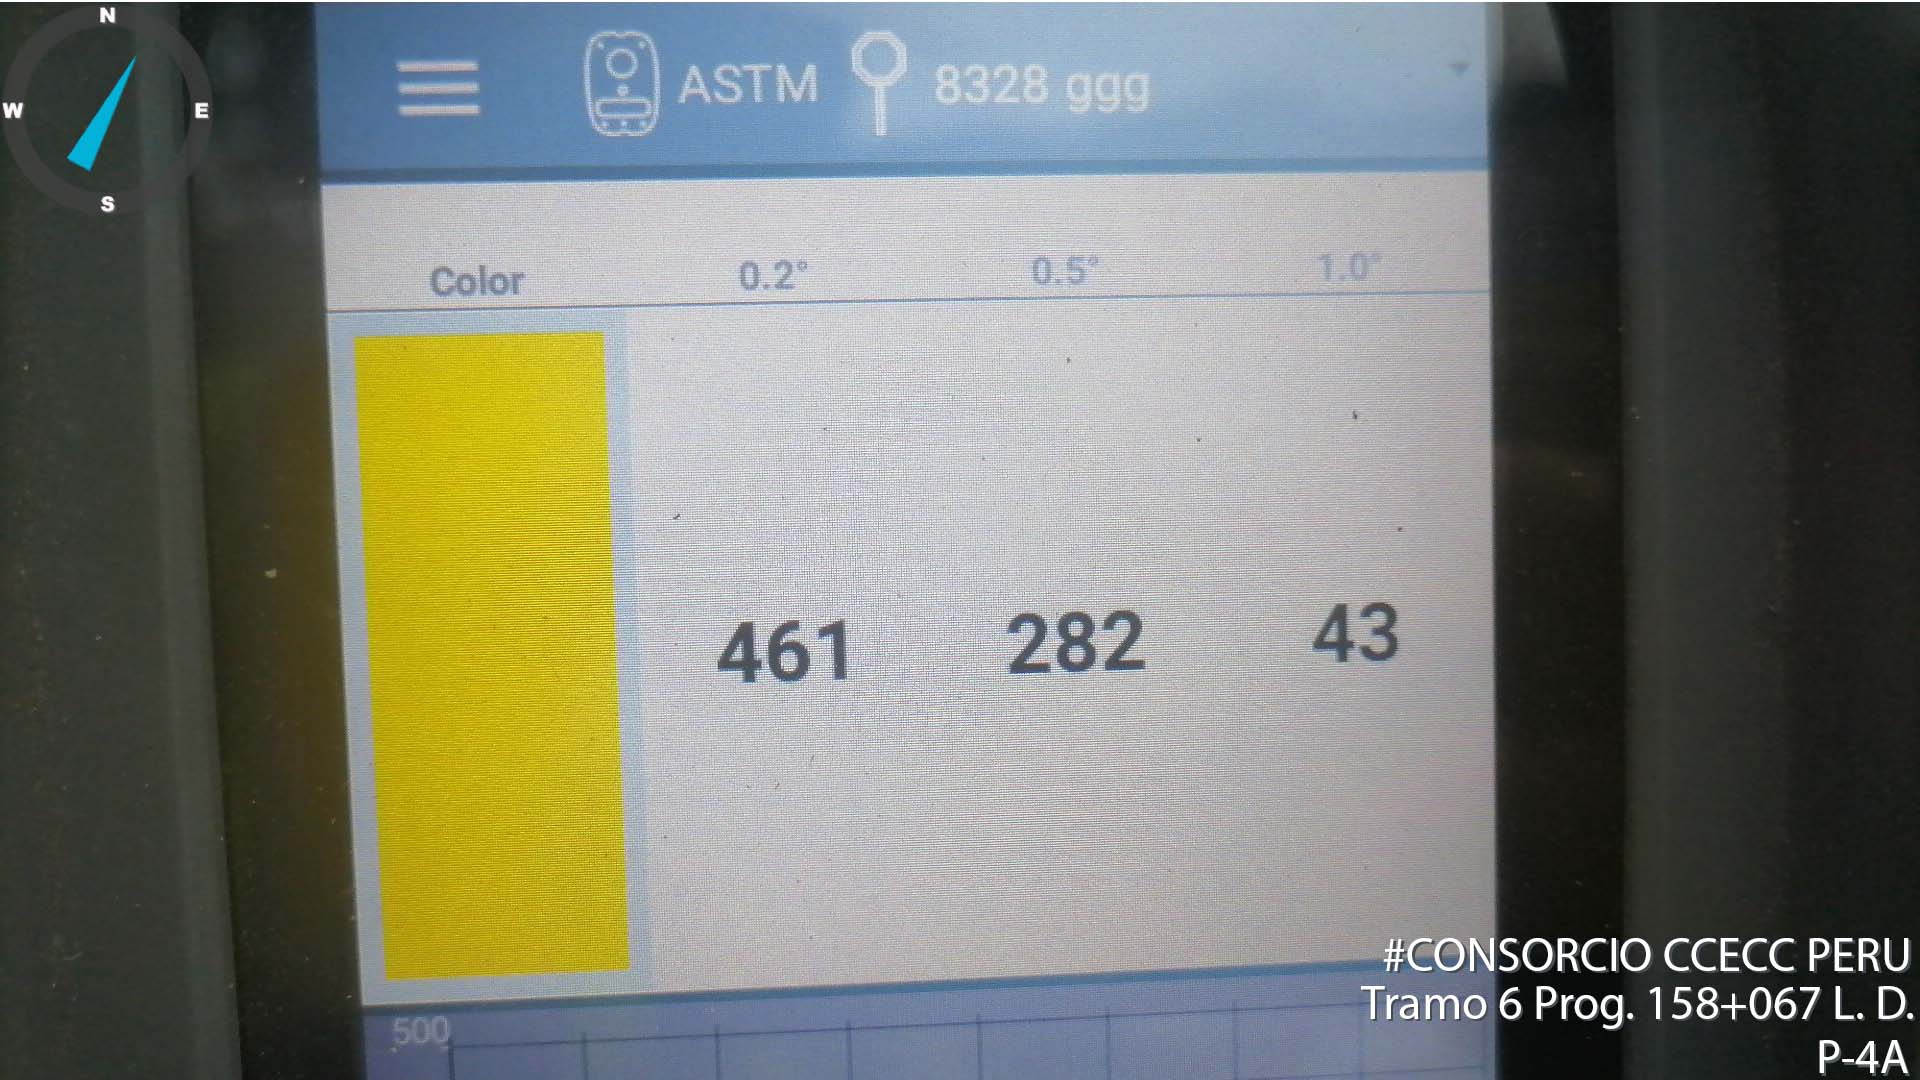 N
W
E
S
ASTM 8328 ggg
Color 0.2° 0.5° 1.0°
461 282 43
500
#CONSORCIO CCECC PERU
Tramo 6 Prog. 158+067 L. D.
P-4A